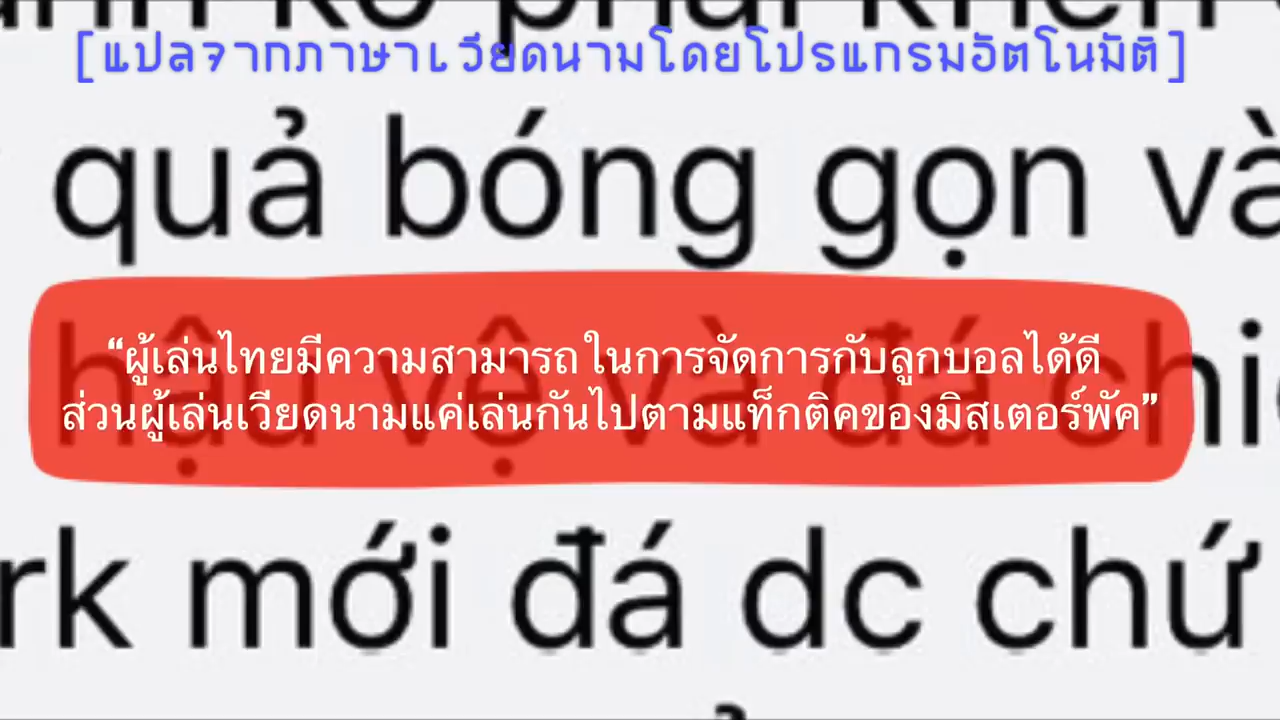 [แปลจากภาษาเวียดนามโดยโปรแกรมอัตโนมัติ]
quả bóng gọn và
“ผู้เล่นไทยมีความสามารถในการจัดการกับลูกบอลได้ดี
ส่วนผู้เล่นเวียดนามแค่เล่นกันไปตามแท็กติคของมิสเตอร์พัค”
hậu vệ và đá chi
rk mới đá dc chứ